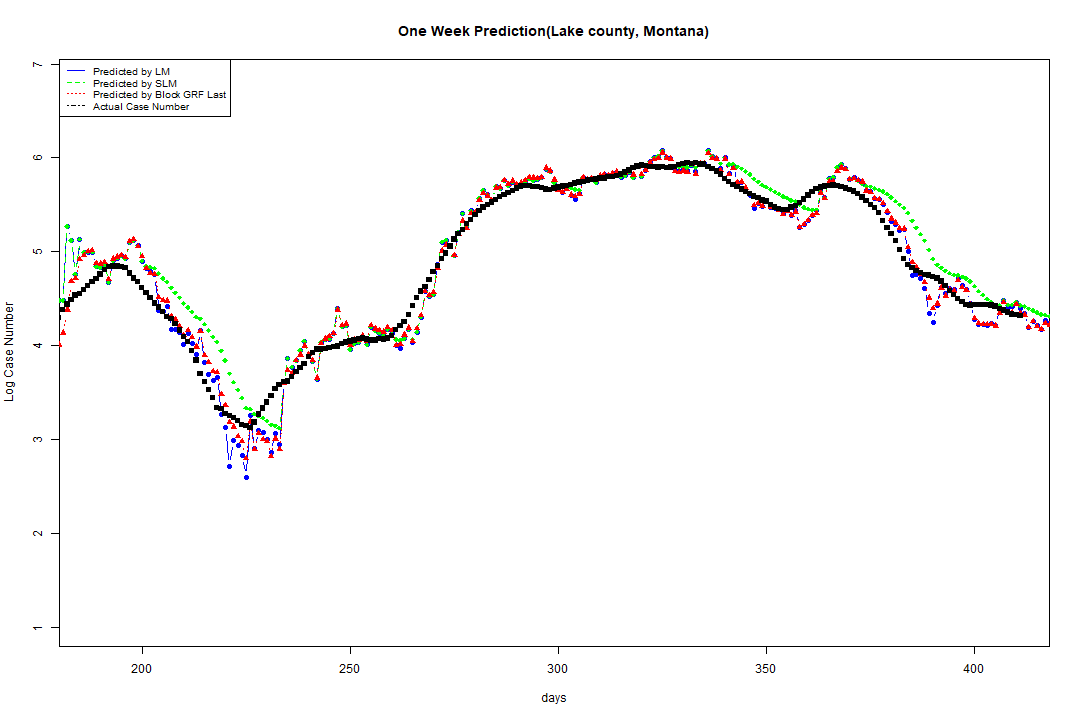 One Week Prediction(Lake county, Montana)
Predicted by LM
Predicted by SLM
Predicted by Block GRF Last
Actual Case Number
Log Case Number
7
6
5
4
3
2
1
200 250 300 350 400
days